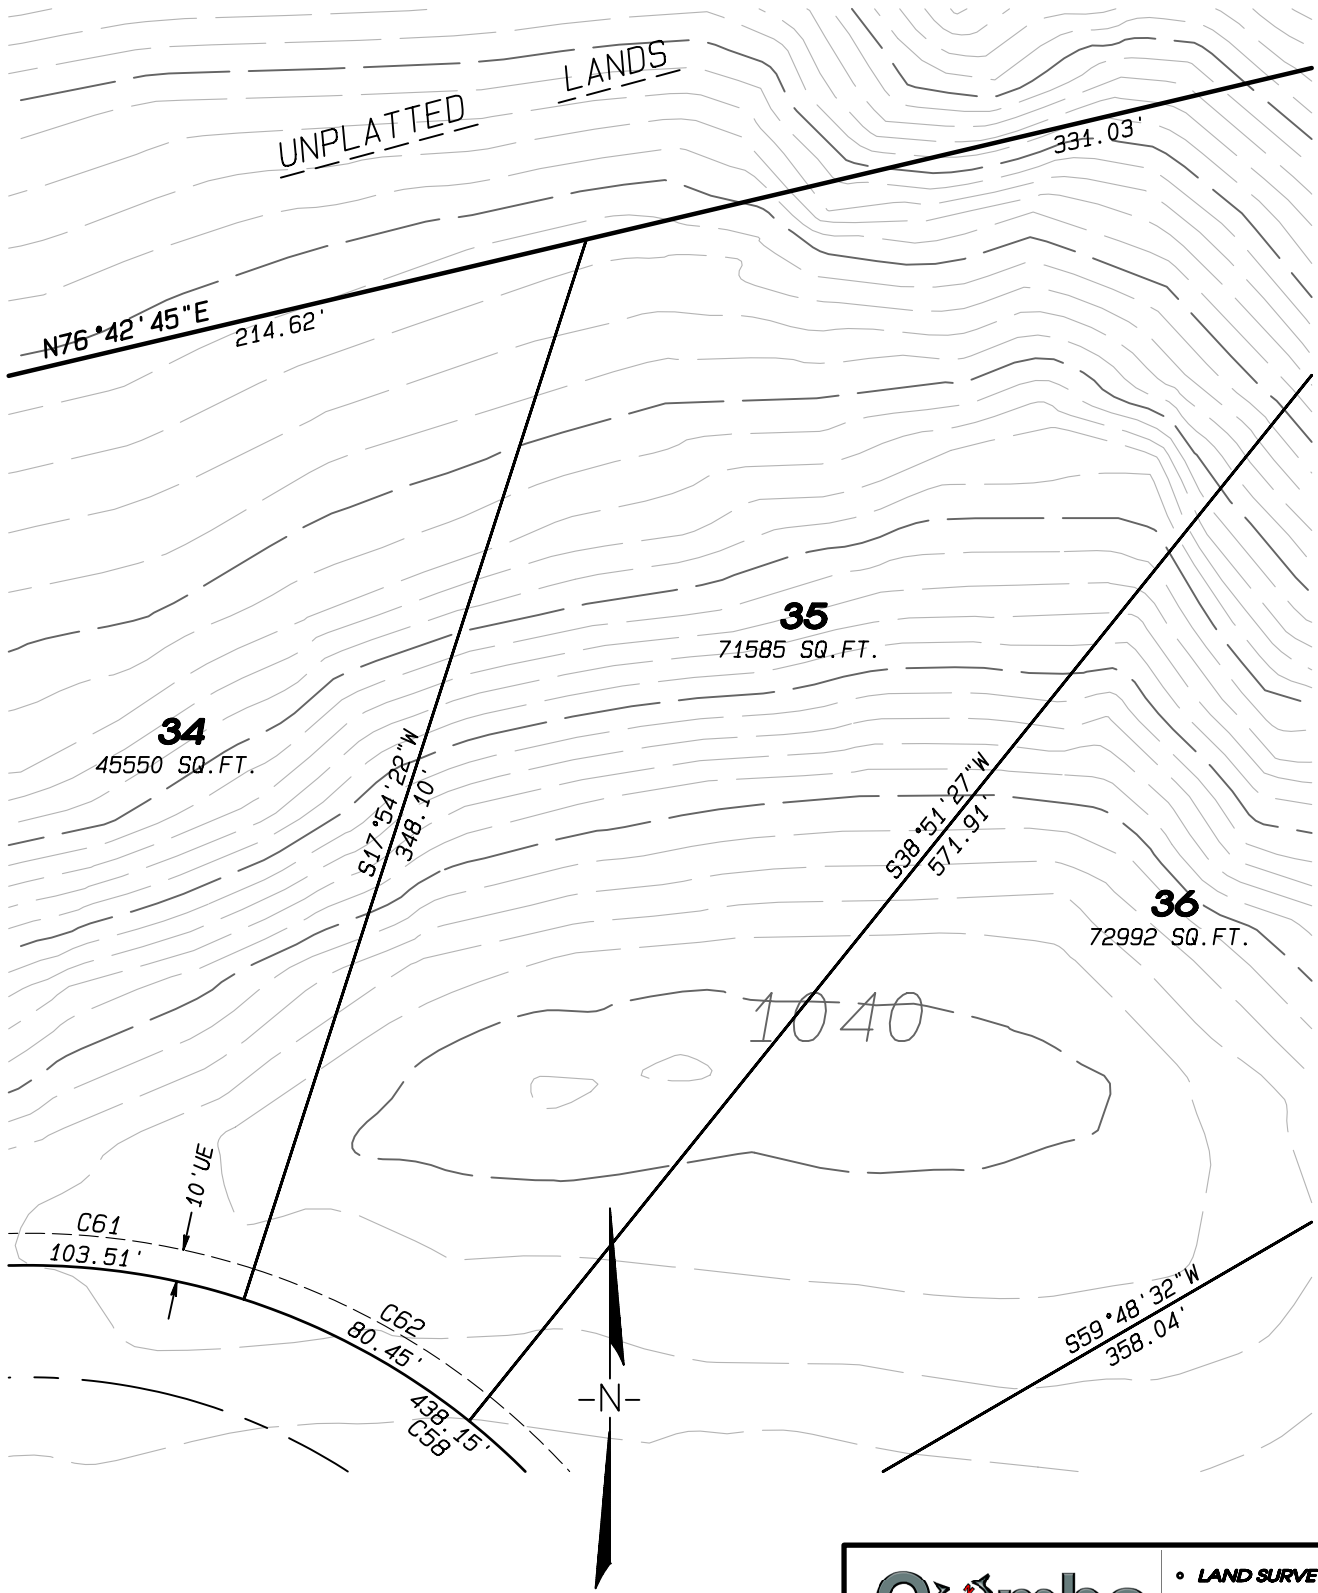 UNPLATTED LANDS
331.03'
N76°42'45"E
214.62'
35
71585 SQ.FT.
34
45550 SQ.FT.
S17°54'22"W
348.10'
S38°51'27"W
571.91'
36
72992 SQ.FT.
1040
10'UE
C61
103.51'
C62
80.45'
438.15'
C58
S59°48'32"W
358.04'
-N-
° LAND SURVE